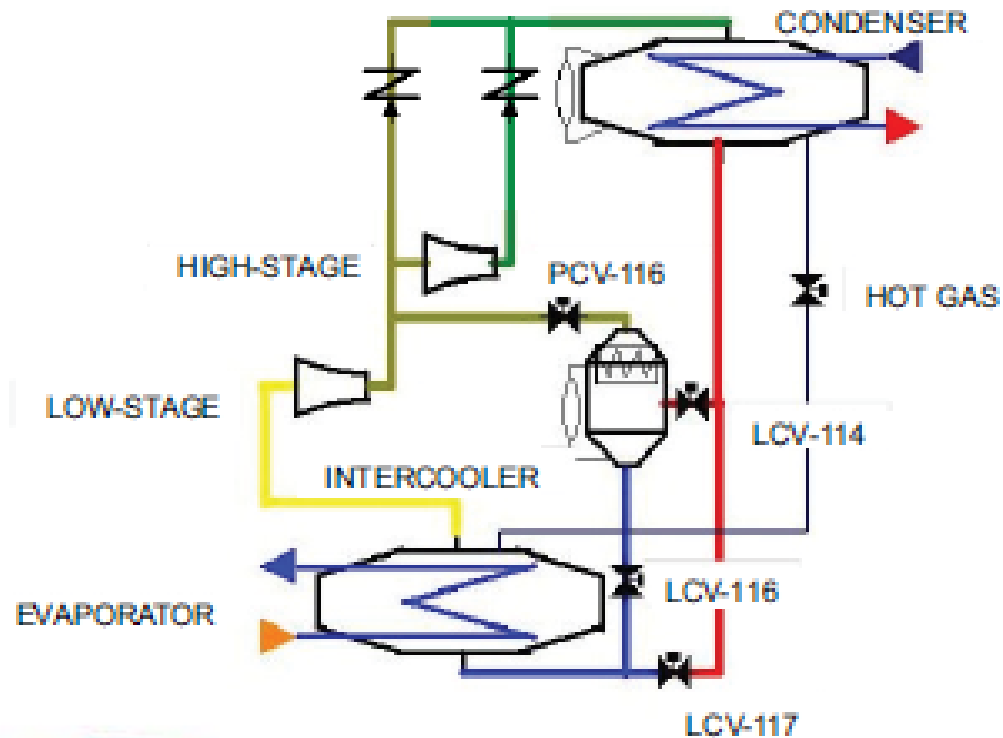 CONDENSER
HIGH-STAGE
PCV-116
HOT GAS
LOW-STAGE
LCV-114
INTERCOOLER
LCV-116
EVAPORATOR
LCV-117